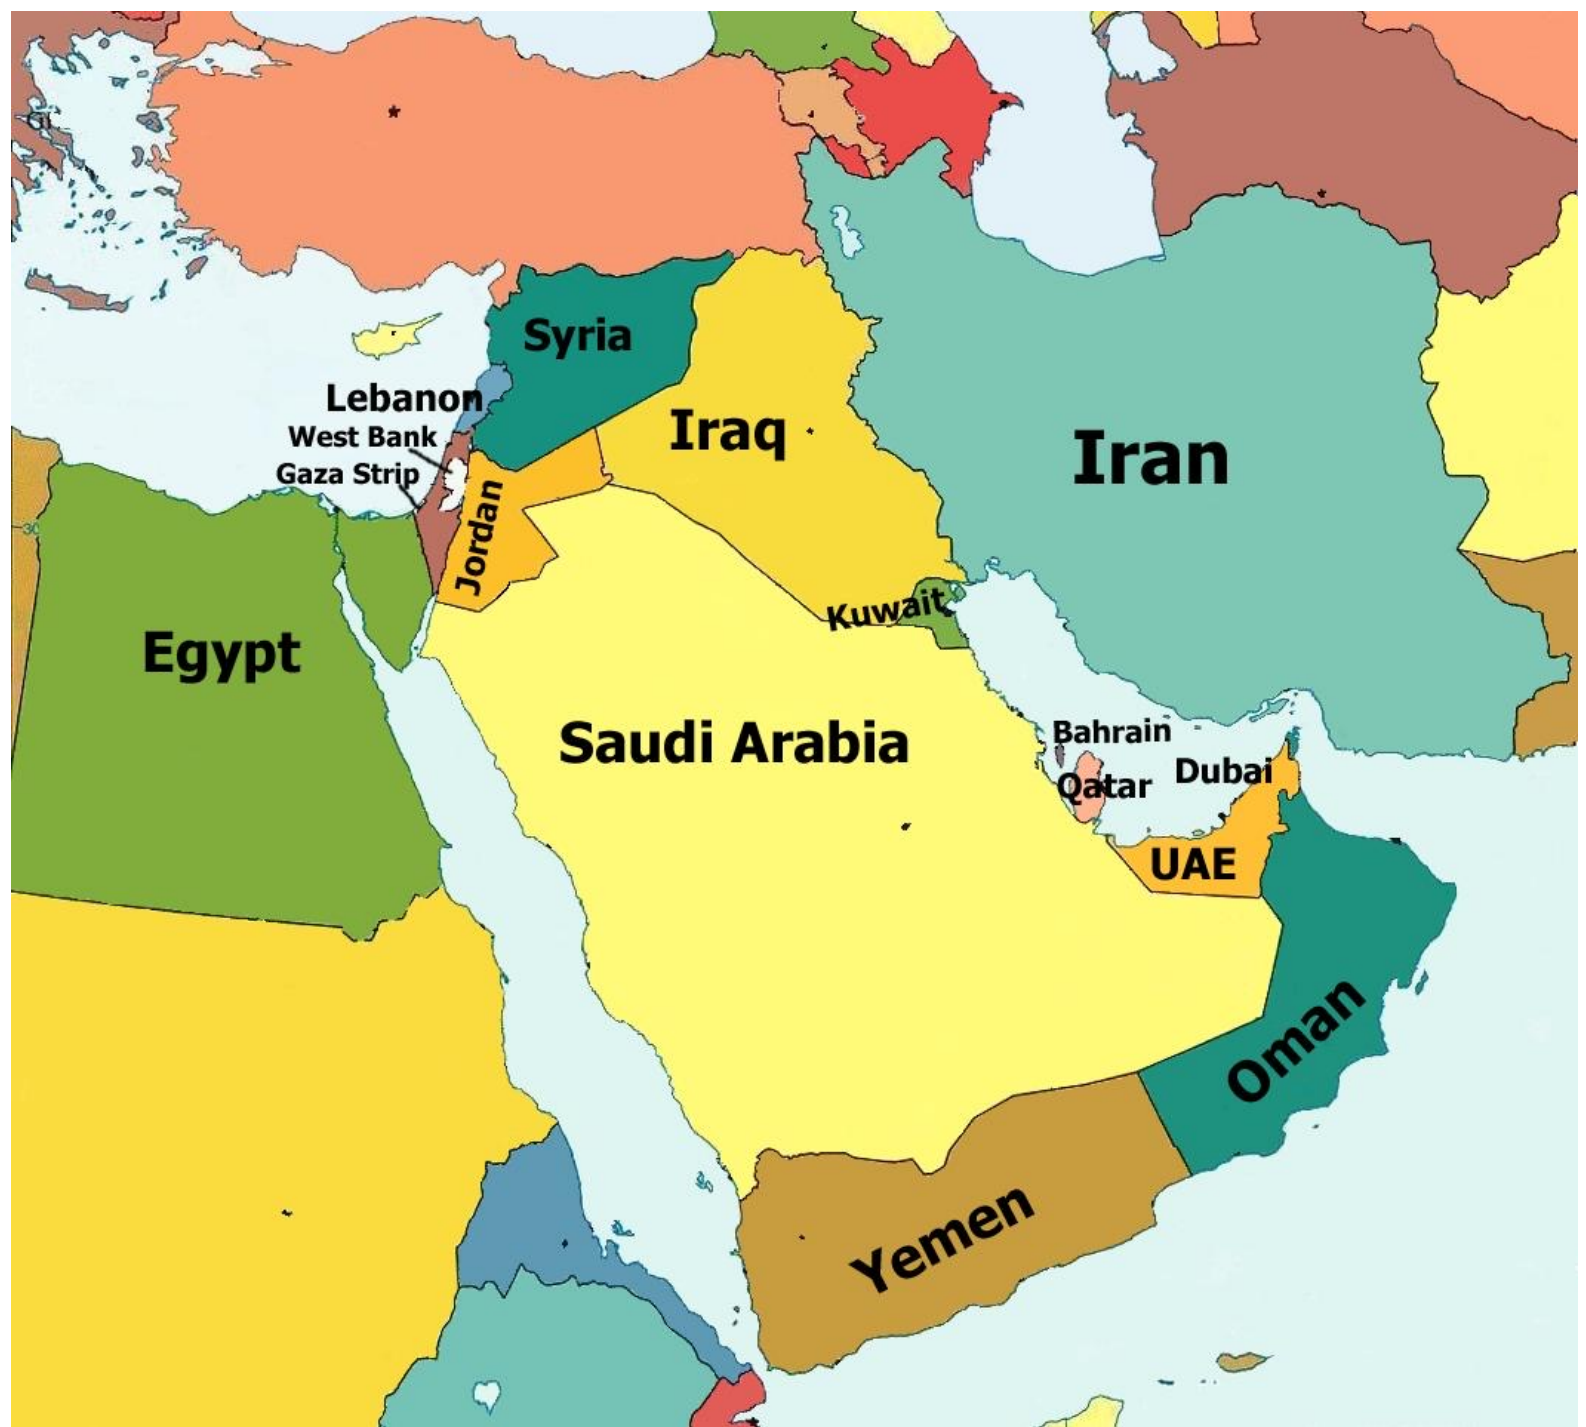 Syria
Lebanon
West Bank
Gaza Strip
Iraq
Iran
Jordan
30
Kuwait
Egypt
Saudi Arabia
Bahrain
Dubai
Qatar
UAE
Oman
Yemen